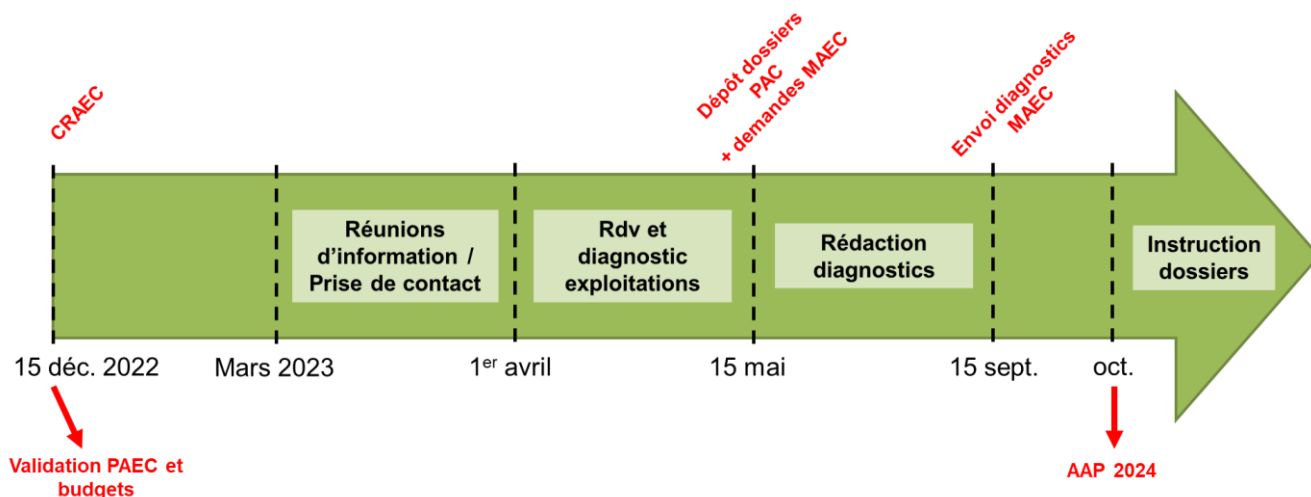 CRAEC
Dépôt dossiers
PAC
+ demandes MAEC
Envoi diagnostics
MAEC
Réunions
d'information /
Prise de contact
Rdv et
diagnostic
exploitations
Rédaction
diagnostics
Instruction
dossiers
15 déc. 2022
Mars 2023
1er avril
15 mai
15 sept.
oct.
Validation PAEC et
budgets
AAP 2024